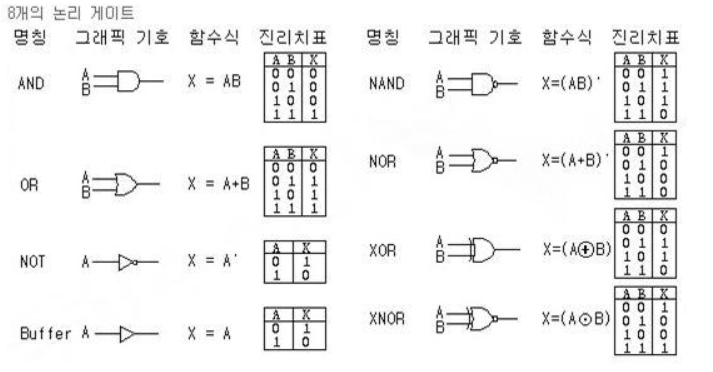 8개의 논리 게이트
명칭 그래픽 기호 함수식 진리치표
AND A B X = AB
A B X
0 0 0
0 1 0
1 0 0
1 1 1
OR A B X = A+B
A B X
0 0 0
0 1 1
1 0 1
1 1 1
NOT A X = A'
A X
0 1
1 0
Buffer A X = A
A X
0 1
1 0
명칭 그래픽 기호 함수식 진리치표
NAND A B X=(AB)'
A B X
0 0 1
0 1 1
1 0 1
1 1 0
NOR A B X=(A+B)'
A B X
0 0 1
0 1 0
1 0 0
1 1 0
XOR A B X=(A⊕B)
A B X
0 0 0
0 1 1
1 0 1
1 1 0
XNOR A B X=(A⊙B)
A B X
0 0 1
0 1 0
1 0 0
1 1 1